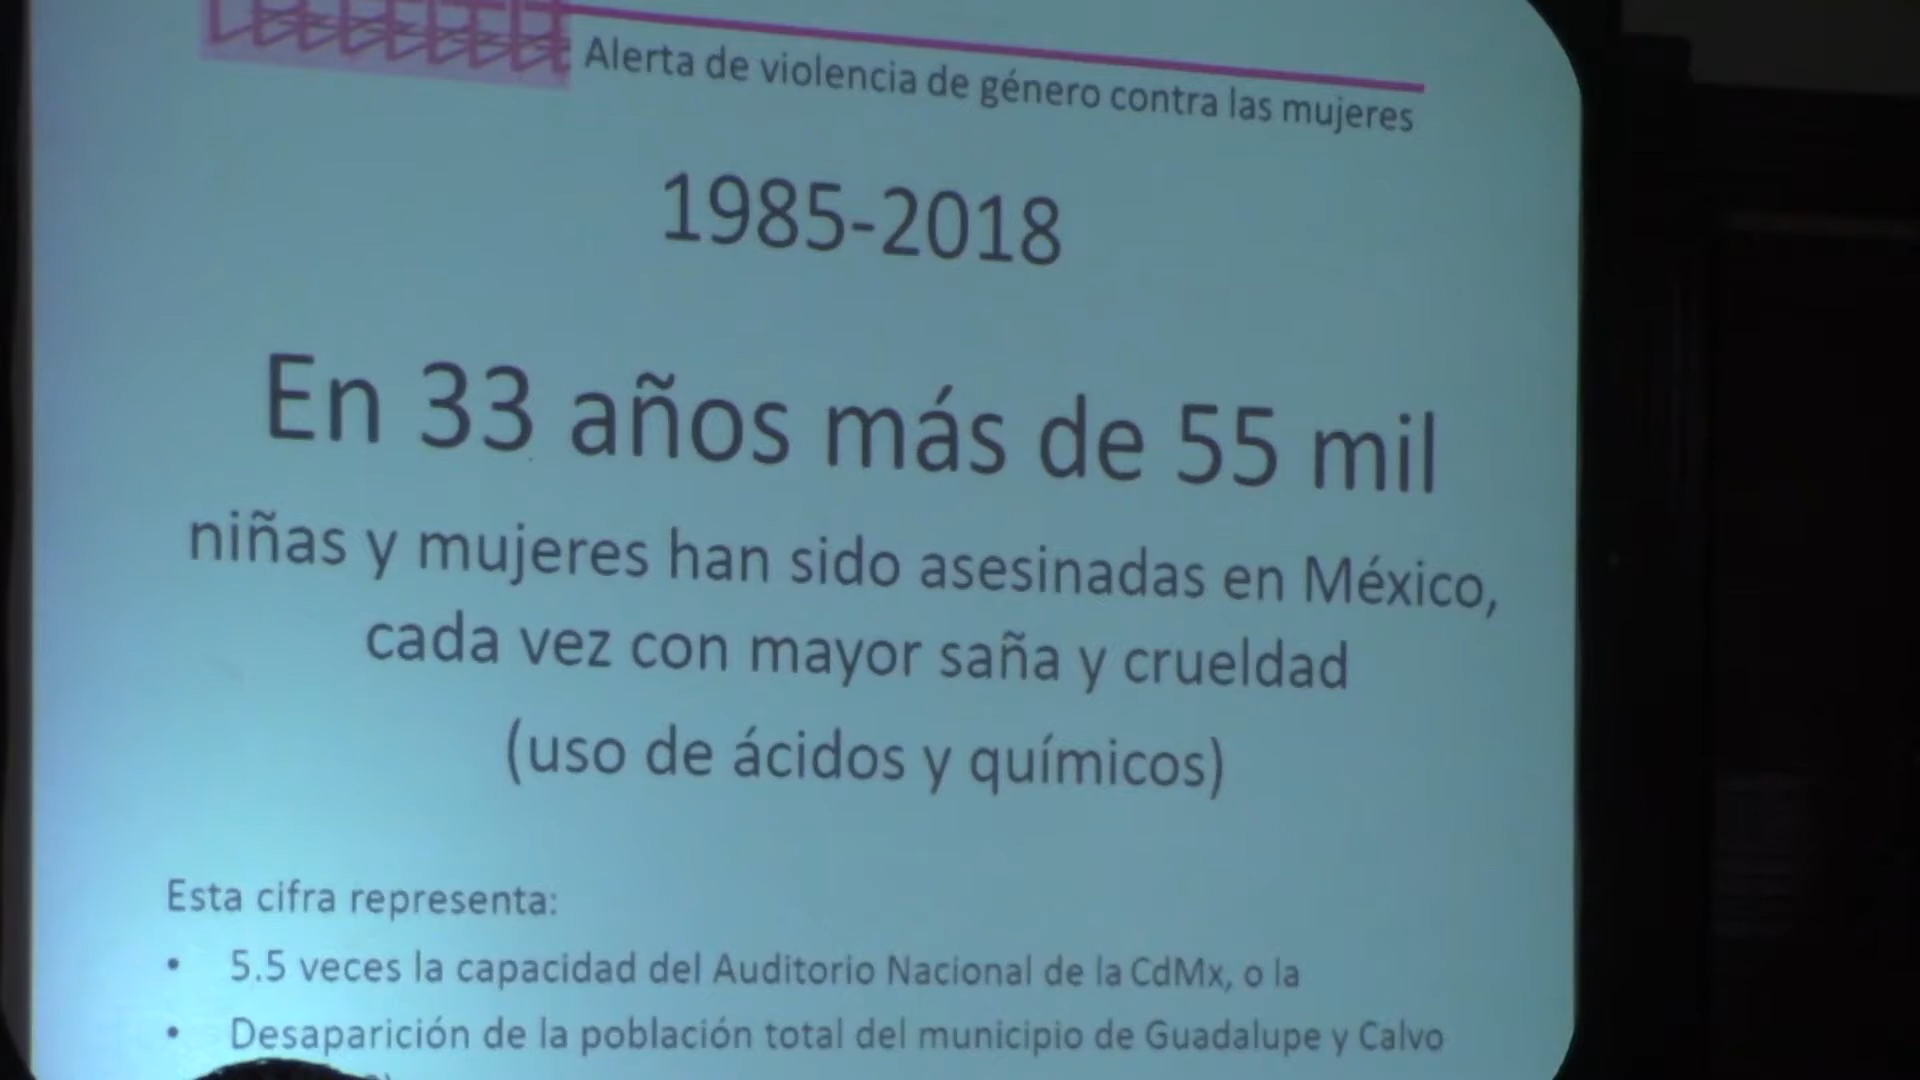 Alerta de violencia de género contra las mujeres
1985-2018
En 33 años más de 55 mil
niñas y mujeres han sido asesinadas en México,
cada vez con mayor saña y crueldad
(uso de ácidos y químicos)
Esta cifra representa:
• 5.5 veces la capacidad del Auditorio Nacional de la CdMx, o la
• Desaparición de la población total del municipio de Guadalupe y Calvo